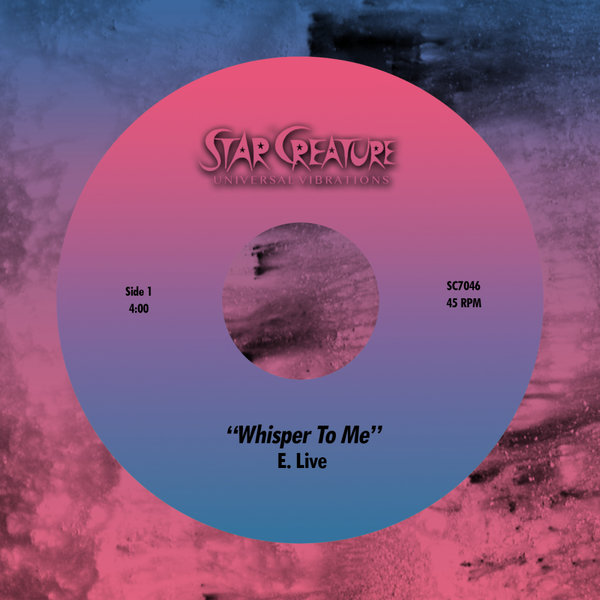 STAR CREATURE
UNIVERSAL VIBRATIONS
Side 1
4:00
SC7046
45 RPM
“Whisper To Me”
E. Live